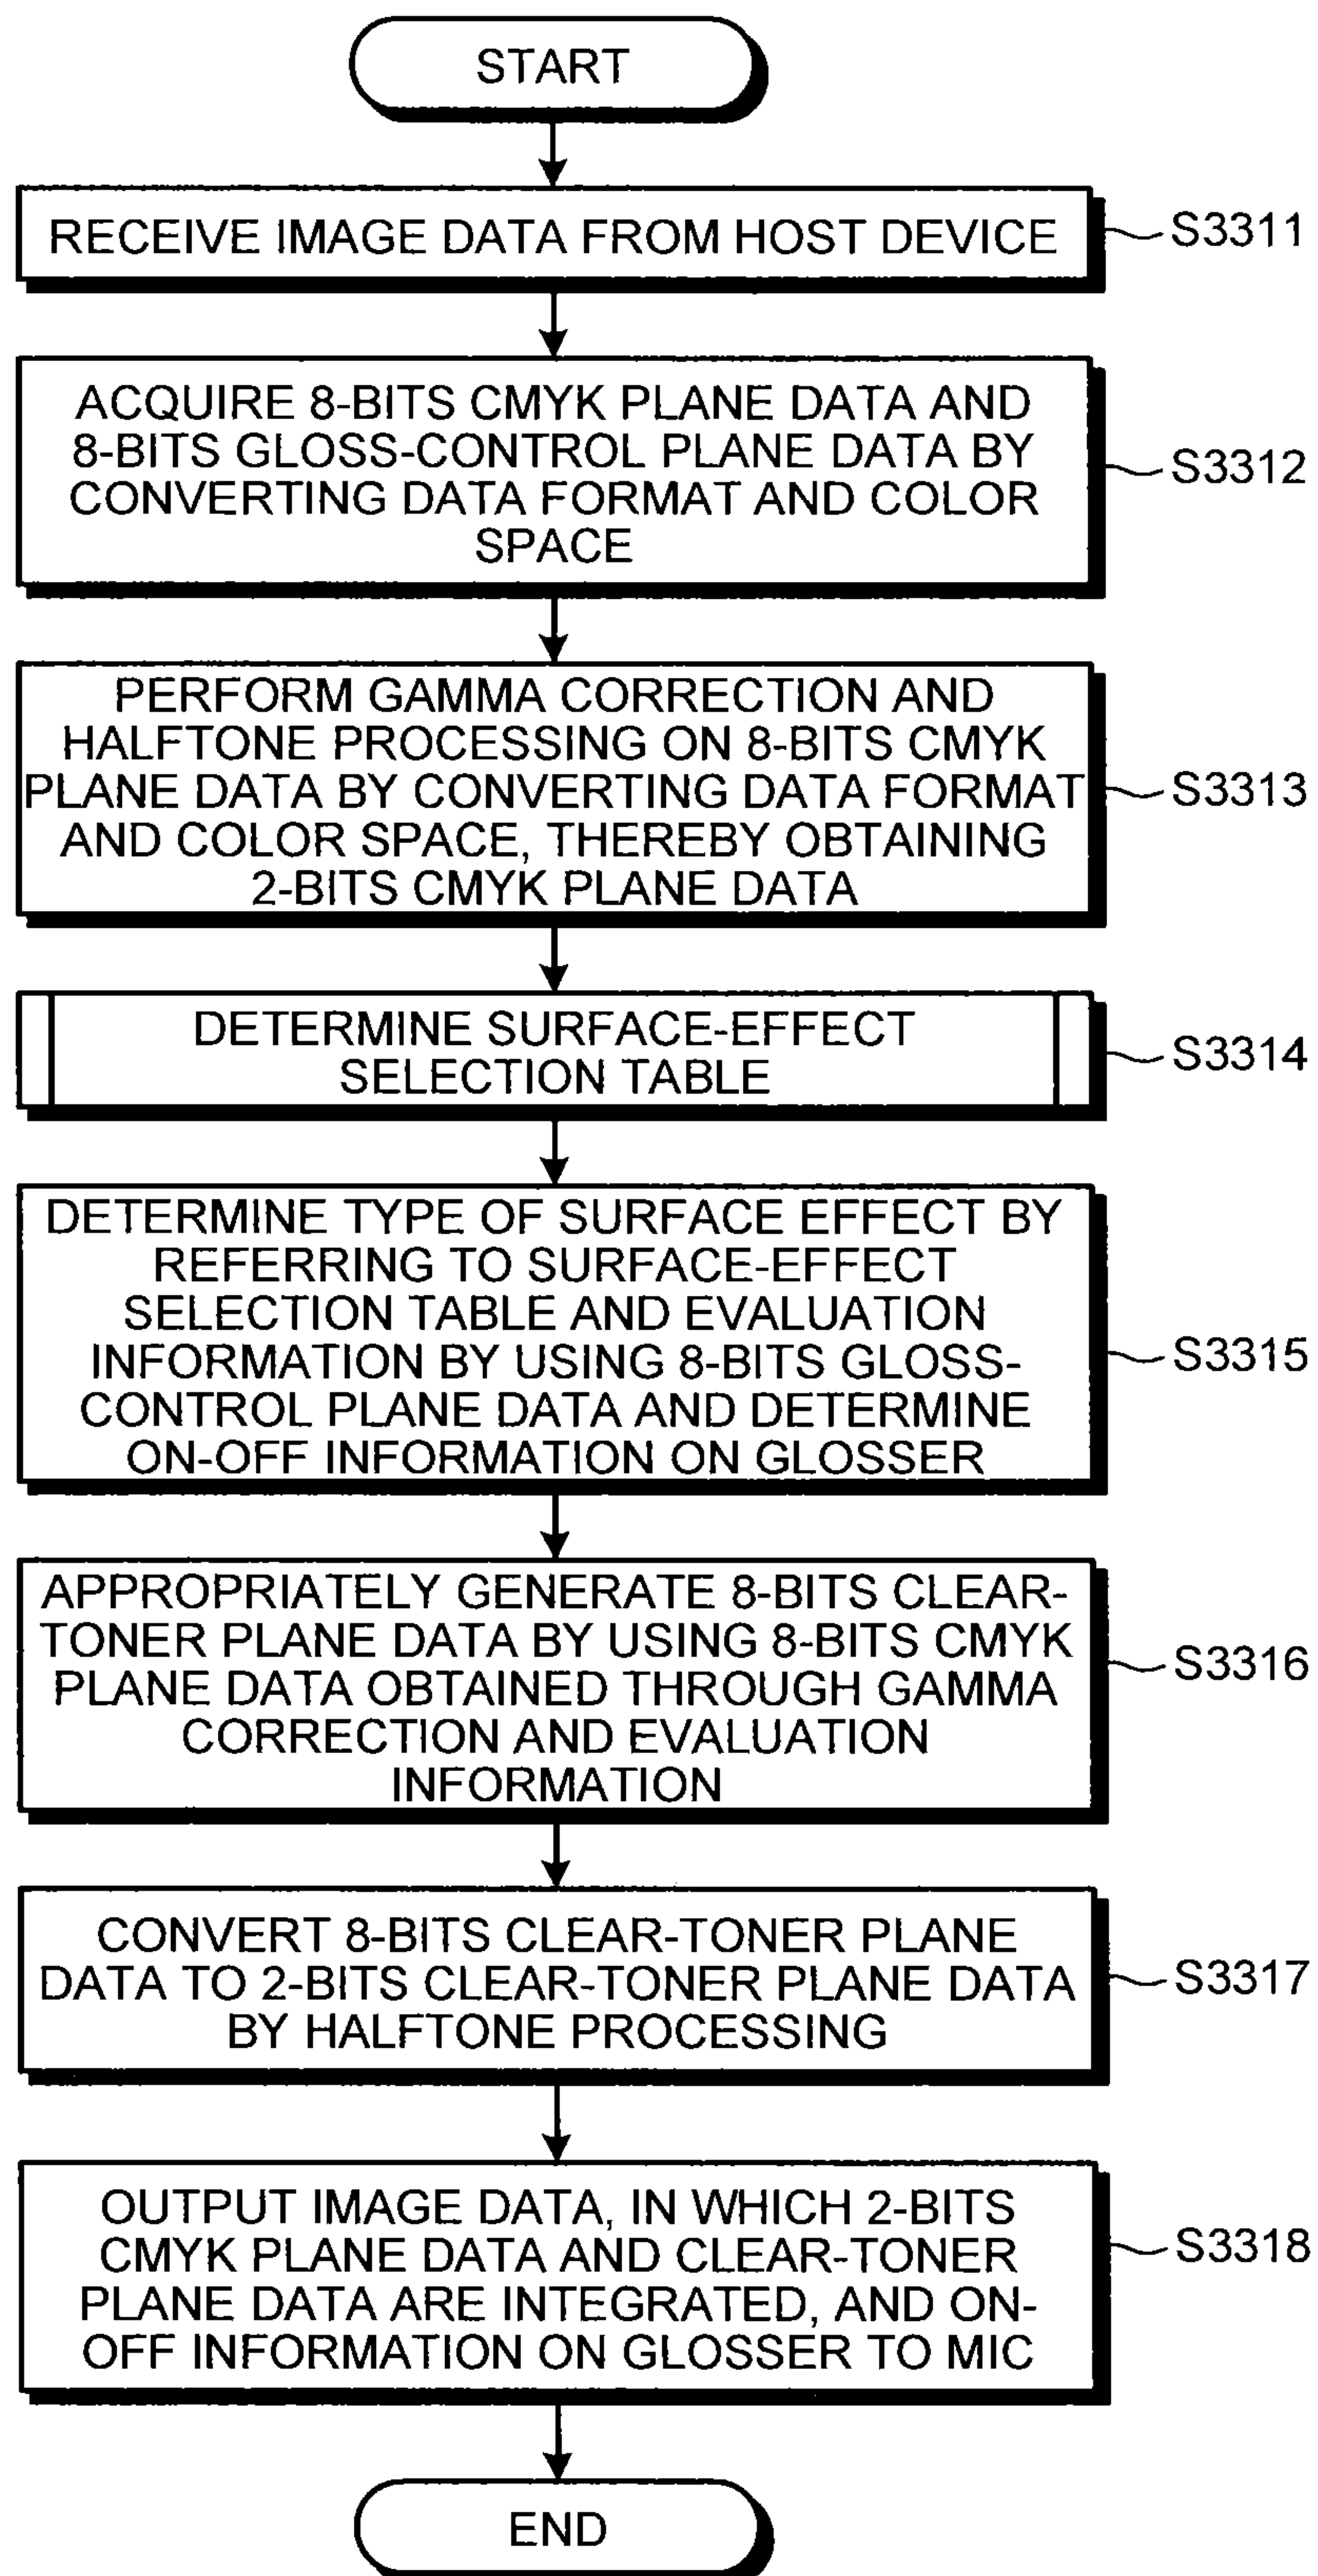 START
RECEIVE IMAGE DATA FROM HOST DEVICE
S3311
ACQUIRE 8-BITS CMYK PLANE DATA AND
8-BITS GLOSS-CONTROL PLANE DATA BY
CONVERTING DATA FORMAT AND COLOR
SPACE
S3312
PERFORM GAMMA CORRECTION AND
HALFTONE PROCESSING ON 8-BITS CMYK
PLANE DATA BY CONVERTING DATA FORMAT
AND COLOR SPACE, THEREBY OBTAINING
2-BITS CMYK PLANE DATA
S3313
DETERMINE SURFACE-EFFECT
SELECTION TABLE
S3314
DETERMINE TYPE OF SURFACE EFFECT BY
REFERRING TO SURFACE-EFFECT
SELECTION TABLE AND EVALUATION
INFORMATION BY USING 8-BITS GLOSS-
CONTROL PLANE DATA AND DETERMINE
ON-OFF INFORMATION ON GLOSSER
S3315
APPROPRIATELY GENERATE 8-BITS CLEAR-
TONER PLANE DATA BY USING 8-BITS CMYK
PLANE DATA OBTAINED THROUGH GAMMA
CORRECTION AND EVALUATION
INFORMATION
S3316
CONVERT 8-BITS CLEAR-TONER PLANE
DATA TO 2-BITS CLEAR-TONER PLANE DATA
BY HALFTONE PROCESSING
S3317
OUTPUT IMAGE DATA, IN WHICH 2-BITS
CMYK PLANE DATA AND CLEAR-TONER
PLANE DATA ARE INTEGRATED, AND ON-
OFF INFORMATION ON GLOSSER TO MIC
S3318
END